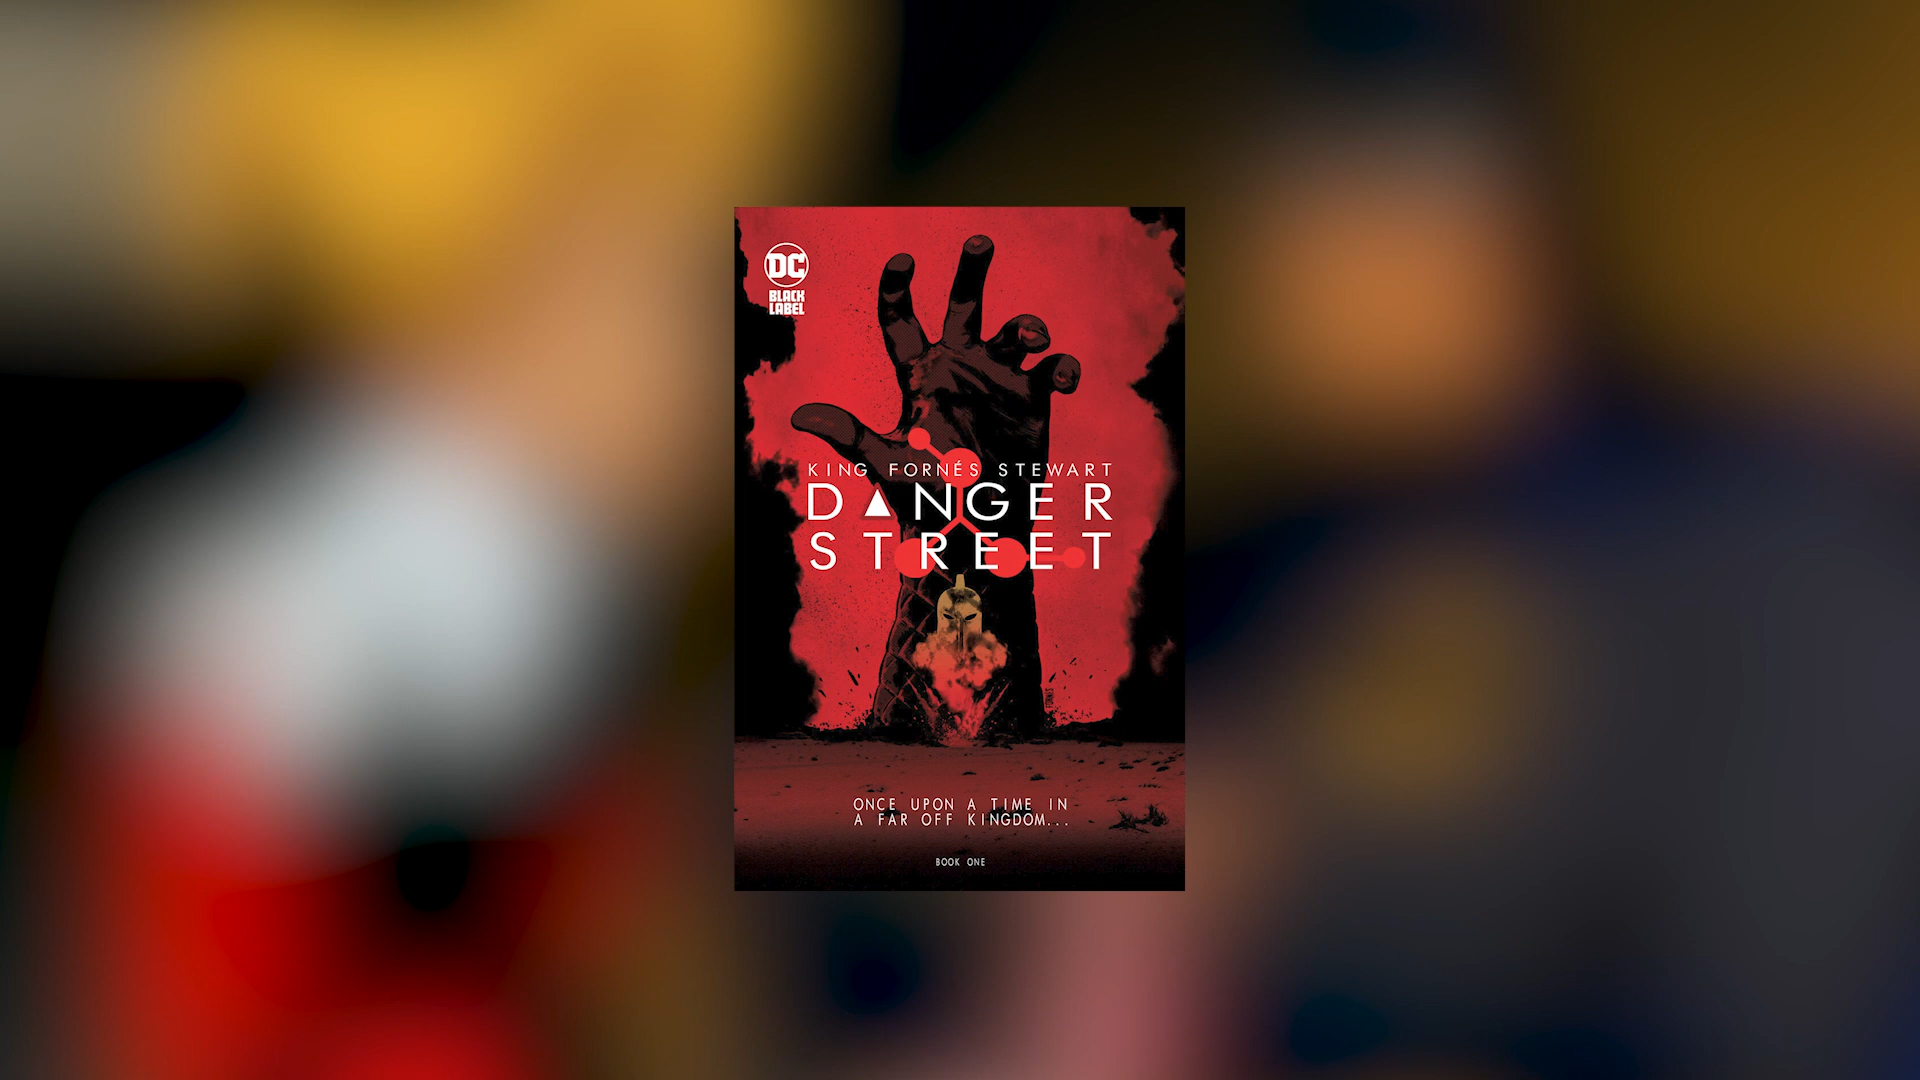 DC
BLACK
LABEL
KING FORNÉS STEWART
DANGER
STREET
ONCE UPON A TIME IN
A FAR OFF KINGDOM...
BOOK ONE